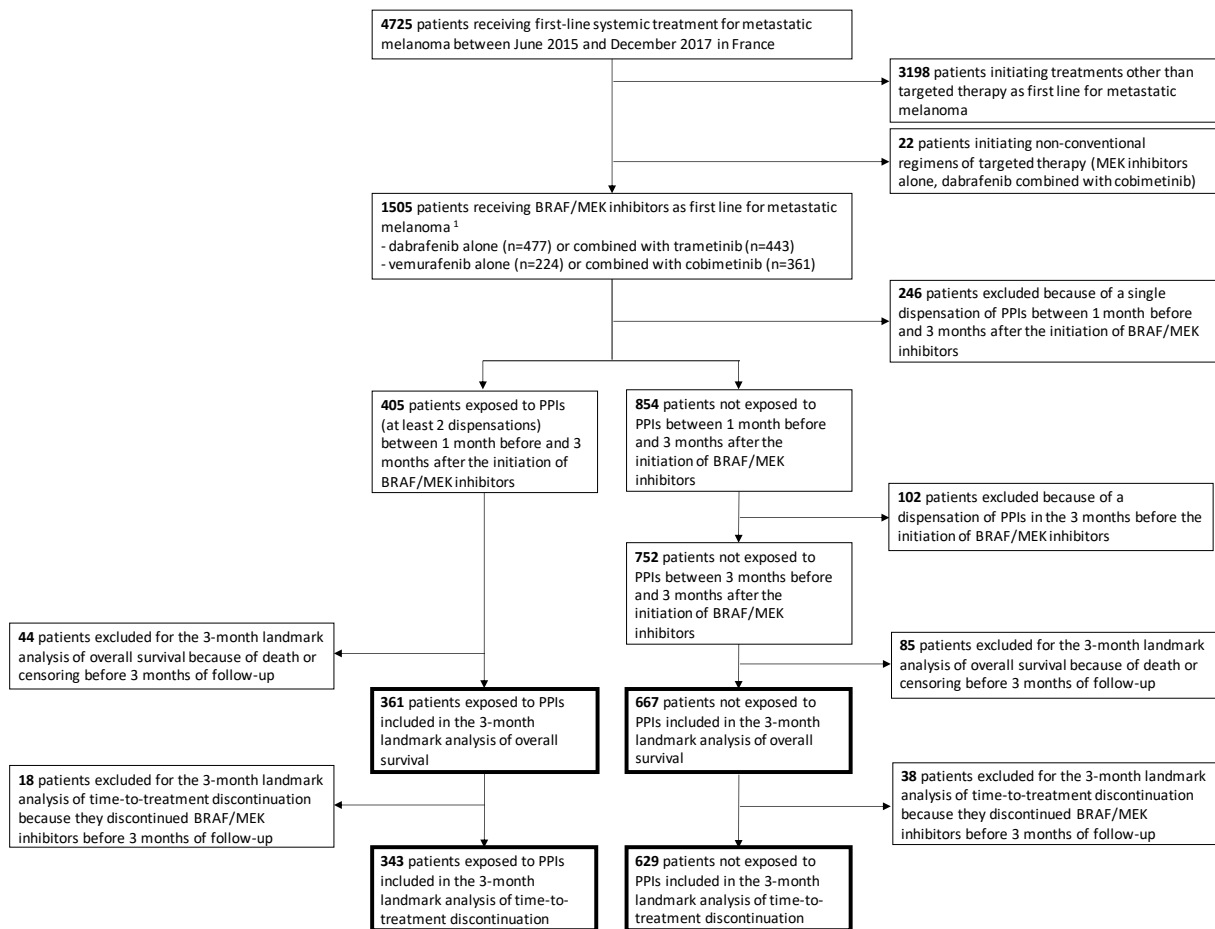 4725 patients receiving first-line systemic treatment for
metastatic melanoma between June 2015 and December 2017 in France
3198 patients initiating treatments other than
targeted therapy as first line for metastatic
melanoma
22 patients initiating non-conventional
regimens of targeted therapy (MEK inhibitors
alone, dabrafenib combined with cobimetinib)
1505 patients receiving BRAF/MEK inhibitors as first line for metastatic
melanoma 1
- dabrafenib alone (n=477) or combined with trametinib (n=443)
- vemurafenib alone (n=224) or combined with cobimetinib (n=361)
246 patients excluded because of a single
dispensation of PPIs between 1 month before
and 3 months after the initiation of BRAF/MEK
inhibitors
405 patients exposed to PPIs
(at least 2 dispensations)
between 1 month before and 3
months after the initiation of
BRAF/MEK inhibitors
854 patients not exposed to
PPIs between 1 month before
and 3 months after the
initiation of BRAF/MEK
inhibitors
102 patients excluded because of a
dispensation of PPIs in the 3 months before the
initiation of BRAF/MEK inhibitors
752 patients not exposed to
PPIs between 3 months before
and 3 months after the
initiation of BRAF/MEK
inhibitors
44 patients excluded for the 3-month landmark
analysis of overall survival because of death or
censoring before 3 months of follow-up
85 patients excluded for the 3-month landmark
analysis of overall survival because of death or
censoring before 3 months of follow-up
361 patients exposed to PPIs
included in the 3-month
landmark analysis of overall
survival
667 patients not exposed to
PPIs included in the 3-month
landmark analysis of overall
survival
18 patients excluded for the 3-month landmark
analysis of time-to-treatment discontinuation
because they discontinued BRAF/MEK
inhibitors before 3 months of follow-up
38 patients excluded for the 3-month landmark
analysis of time-to-treatment discontinuation
because they discontinued BRAF/MEK
inhibitors before 3 months of follow-up
343 patients exposed to PPIs
included in the 3-month
landmark analysis of time-to-
treatment discontinuation
629 patients not exposed to
PPIs included in the 3-month
landmark analysis of time-to-
treatment discontinuation